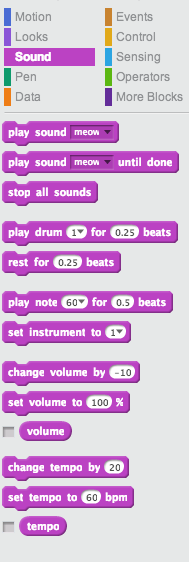 Motion Events
Looks Control
Sound Sensing
Pen Operators
Data More Blocks
play sound meow
play sound meow until done
stop all sounds
play drum 1 for 0.25 beats
rest for 0.25 beats
play note 60 for 0.5 beats
set instrument to 1
change volume by -10
set volume to 100 %
volume
change tempo by 20
set tempo to 60 bpm
tempo